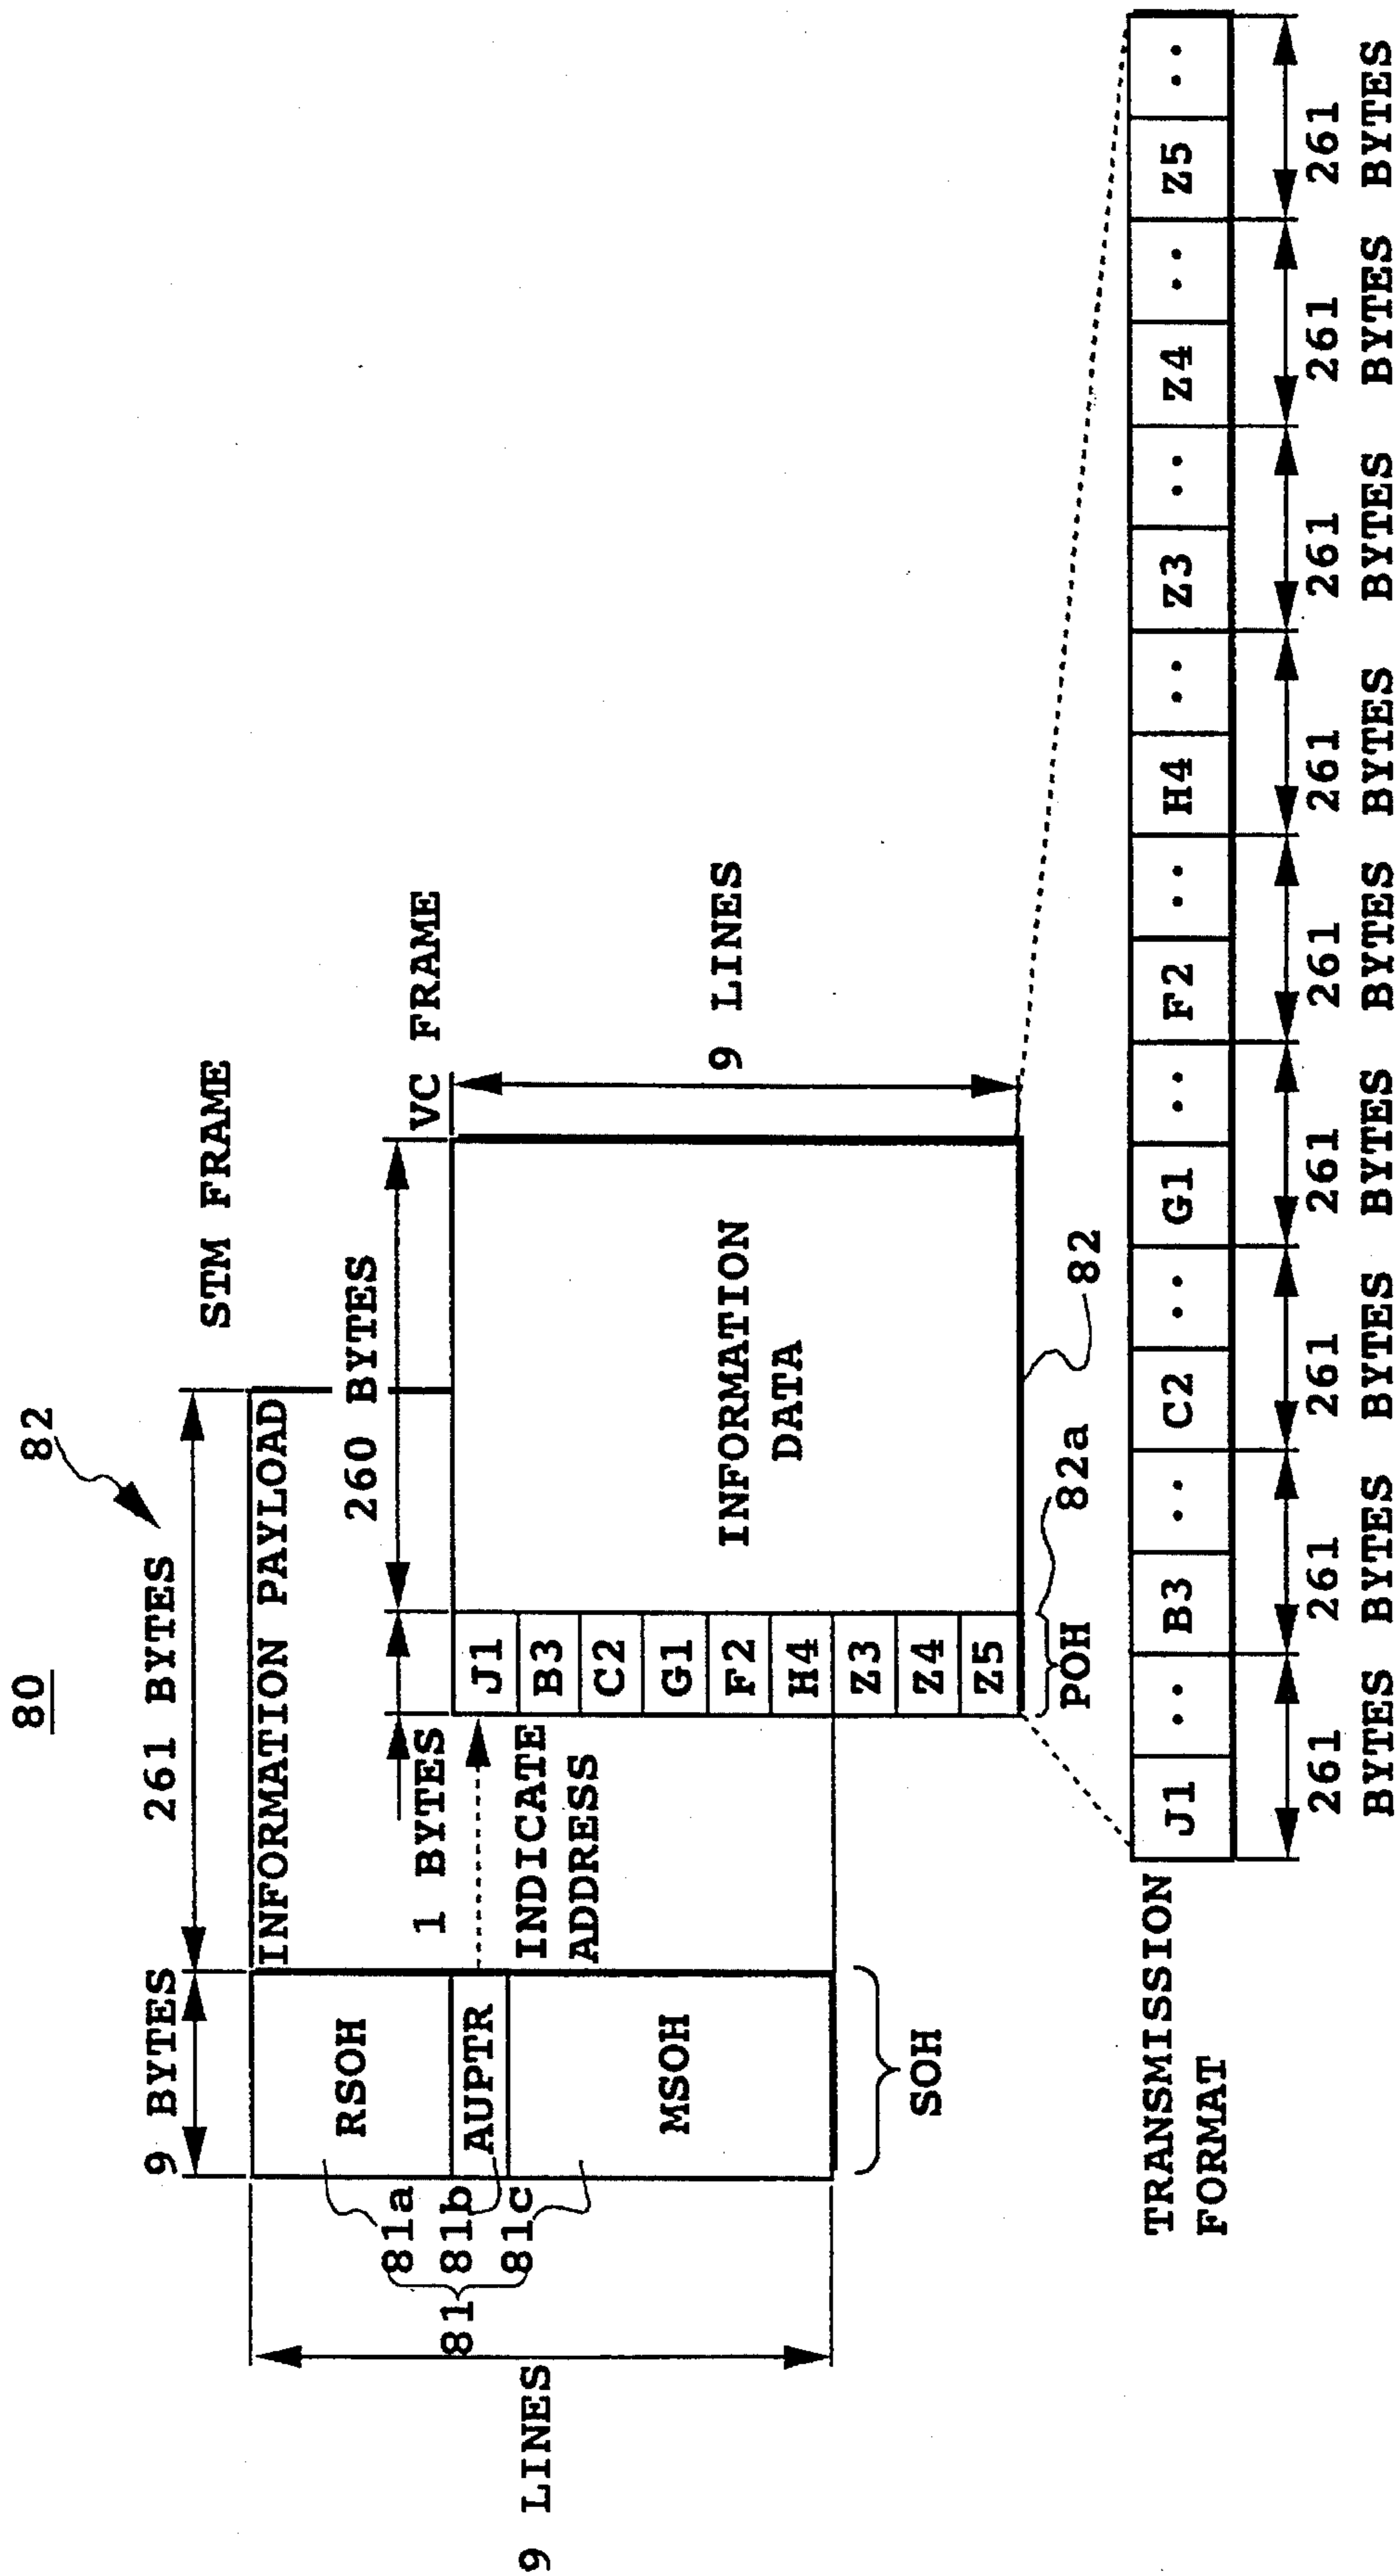 80
82
STM FRAME
9 BYTES
261 BYTES
INFORMATION PAYLOAD
260 BYTES
VC FRAME
1 BYTES
RSOH
AUPTR
MSOH
SOH
81a
81b
81c
81
9 LINES
INDICATE
ADDRESS
J1
B3
C2
G1
F2
H4
Z3
Z4
Z5
INFORMATION
DATA
9 LINES
POH
82a
82
TRANSMISSION
FORMAT
J1 ·· B3 ·· C2 ·· G1 ·· F2 ·· H4 ·· Z3 ·· Z4 ·· Z5 ··
261 261 261 261 261 261 261 261 261
BYTES BYTES BYTES BYTES BYTES BYTES BYTES BYTES BYTES